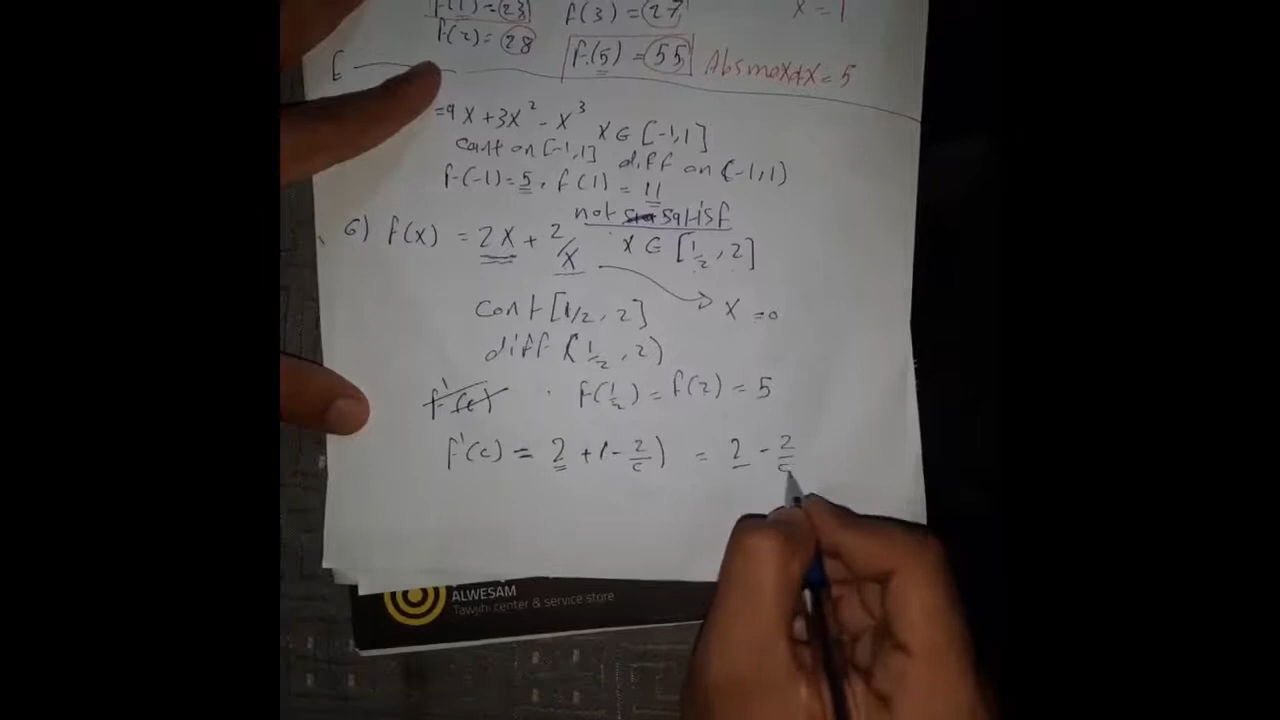 f(1) = 23 f(3) = 27 x = 1
f(2) = 28 f(5) = 55 Abs max at x = 5
= 9x + 3x² - x³ x ∈ [-1,1]
cont on [-1,1] diff on (-1,1)
f(-1) = 5, f(1) = 11
not satisf
6) f(x) = 2x + 2/x x ∈ [1/2, 2]
cont [1/2, 2] x = 0
diff (1/2, 2)
f'(c) . f(1/2) = f(2) = 5
f'(c) = 2 + (-2/c) = 2 - 2/c
ALWESAM
Tawjihi center & service store